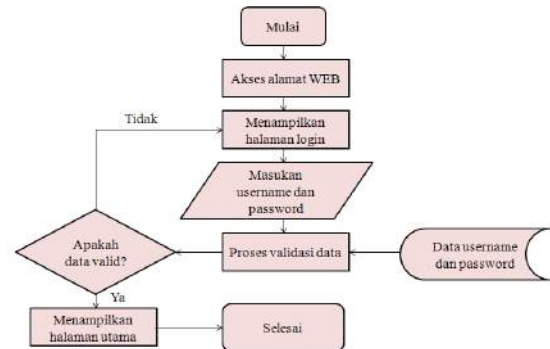 Mulai
Akses alamat WEB
Tidak
Menampilkan
halaman login
Masukan
username dan
password
Apakah
data valid?
Proses validasi data
Data username
dan password
Ya
Menampilkan
halaman utama
Selesai